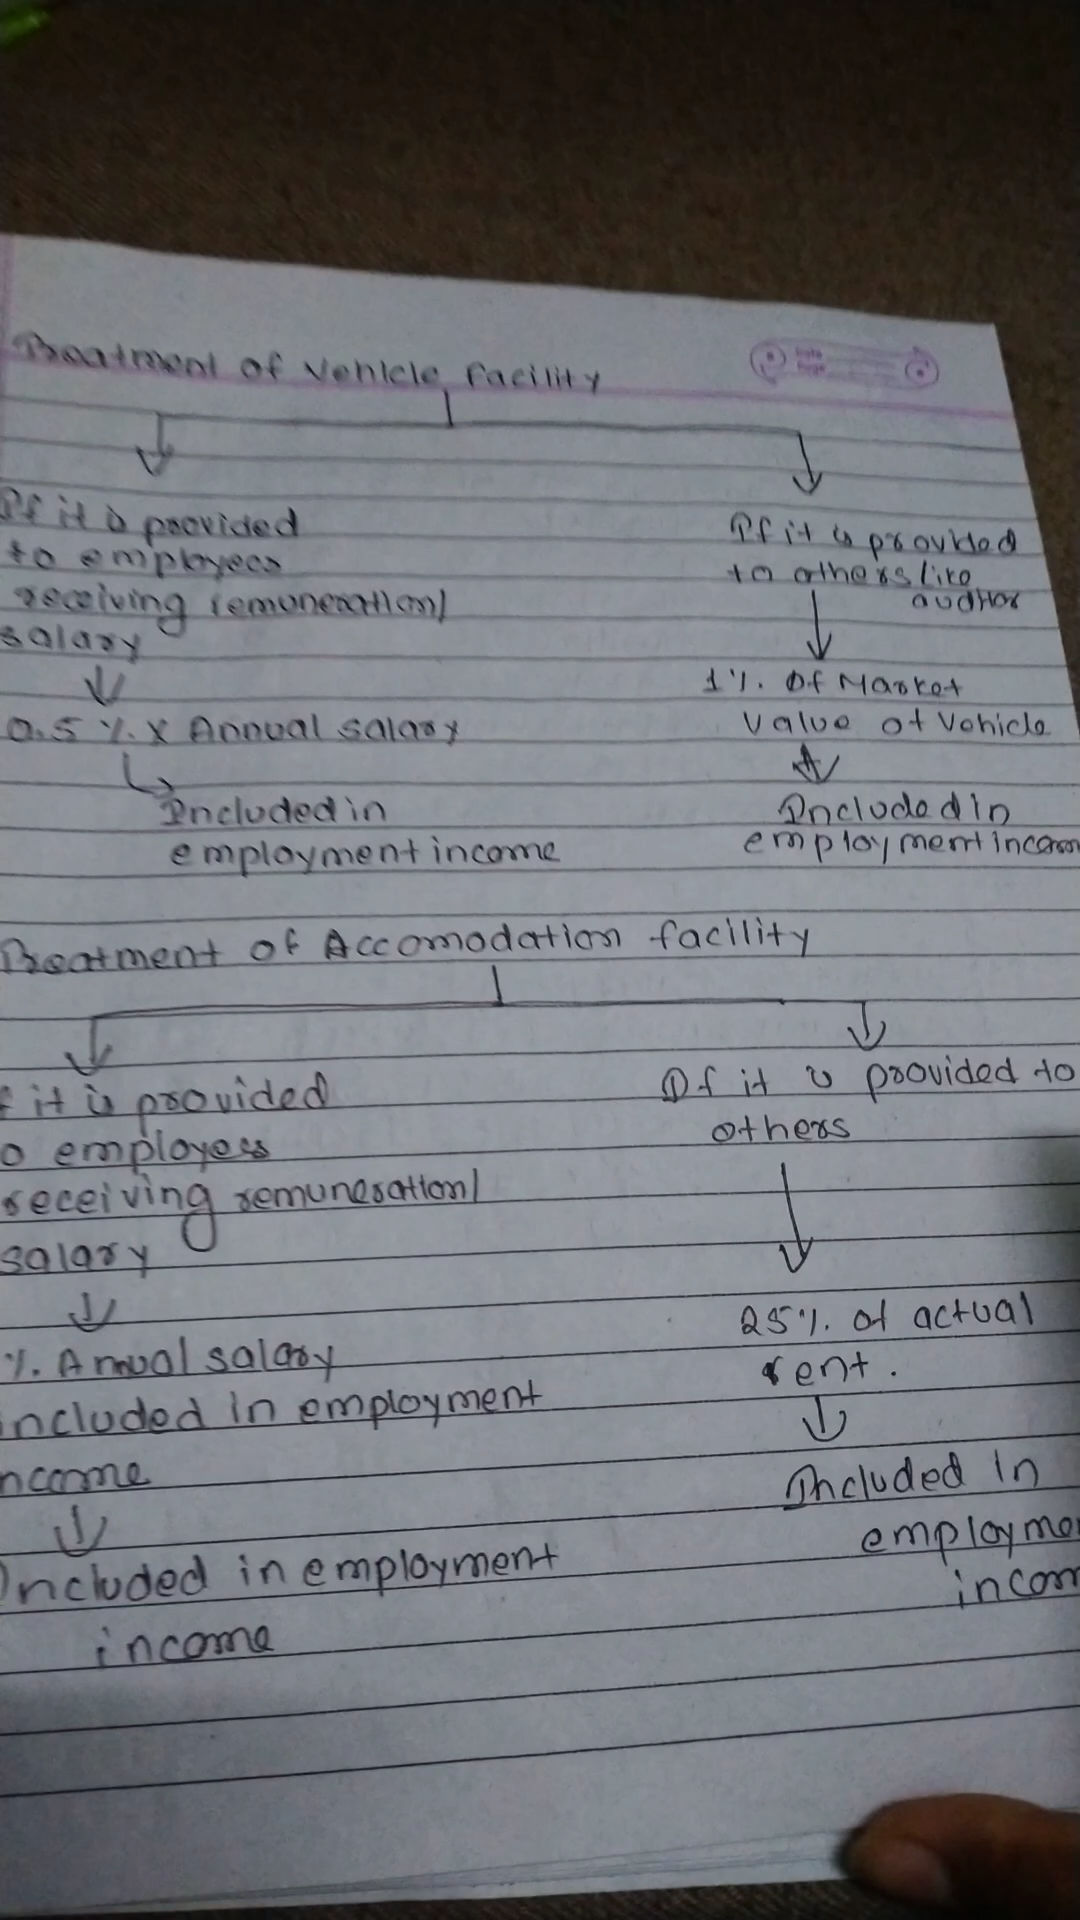 Treatment of Vehicle facility
If it is provided
to employees
receiving remuneration/
salary
0.5 % x Annual salary
Included in
employment income
If it is provided
to others like
auditor
1% of Market
value of vehicle
Included in
employment incom
Treatment of Accomodation facility
f it is provided
o employees
receiving remuneration/
salary
%. Annual salary
included in employment
ncome
Included in employment
income
If it is provided to
others
25% of actual
rent.
Included in
employme
incom